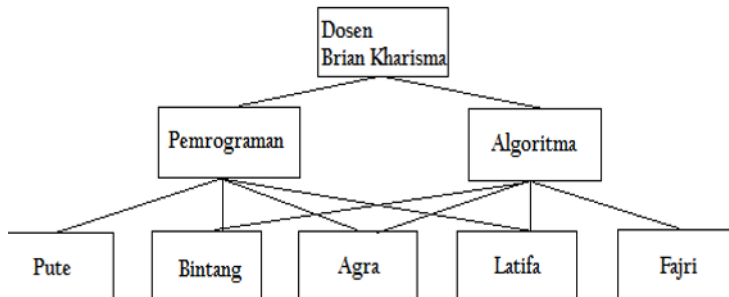 Dosen
Brian Kharisma
Pemrograman
Algoritma
Pute
Bintang
Agra
Latifa
Fajri